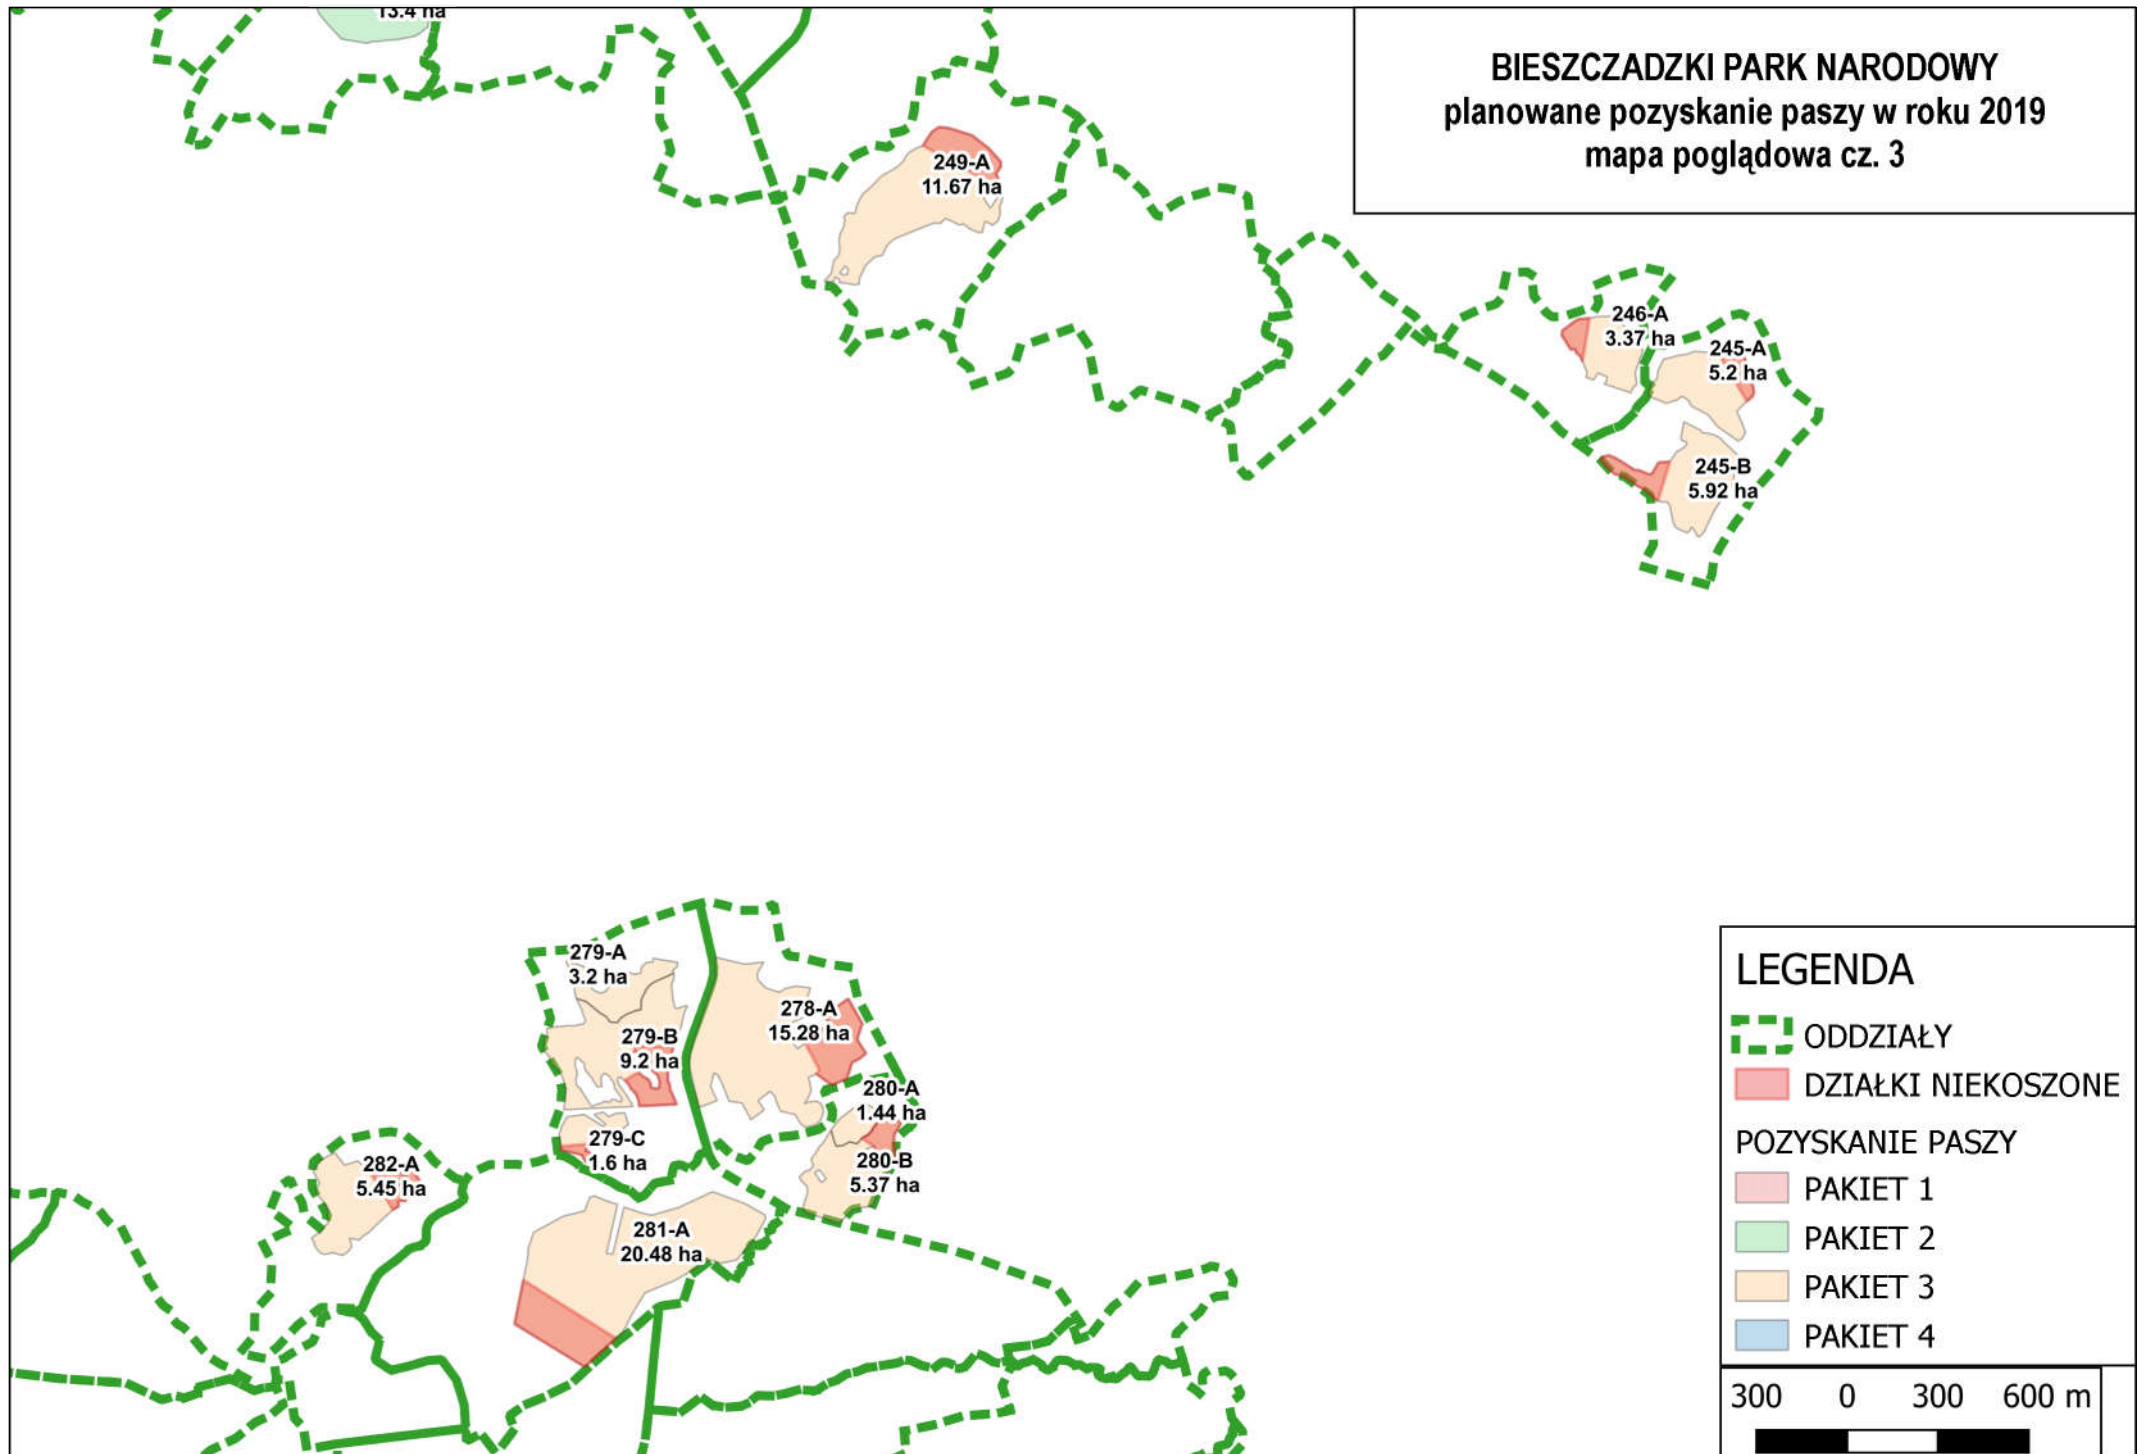 13.4 ha
BIESZCZADZKI PARK NARODOWY
planowane pozyskanie paszy w roku 2019
mapa poglądowa cz. 3
249-A
11.67 ha
246-A
3.37 ha
245-A
5.2 ha
245-B
5.92 ha
279-A
3.2 ha
278-A
15.28 ha
279-B
9.2 ha
280-A
1.44 ha
279-C
1.6 ha
280-B
5.37 ha
282-A
5.45 ha
281-A
20.48 ha
LEGENDA
ODDZIAŁY
DZIAŁKI NIEKOSZONE
POZYSKANIE PASZY
PAKIET 1
PAKIET 2
PAKIET 3
PAKIET 4
300 0 300 600 m